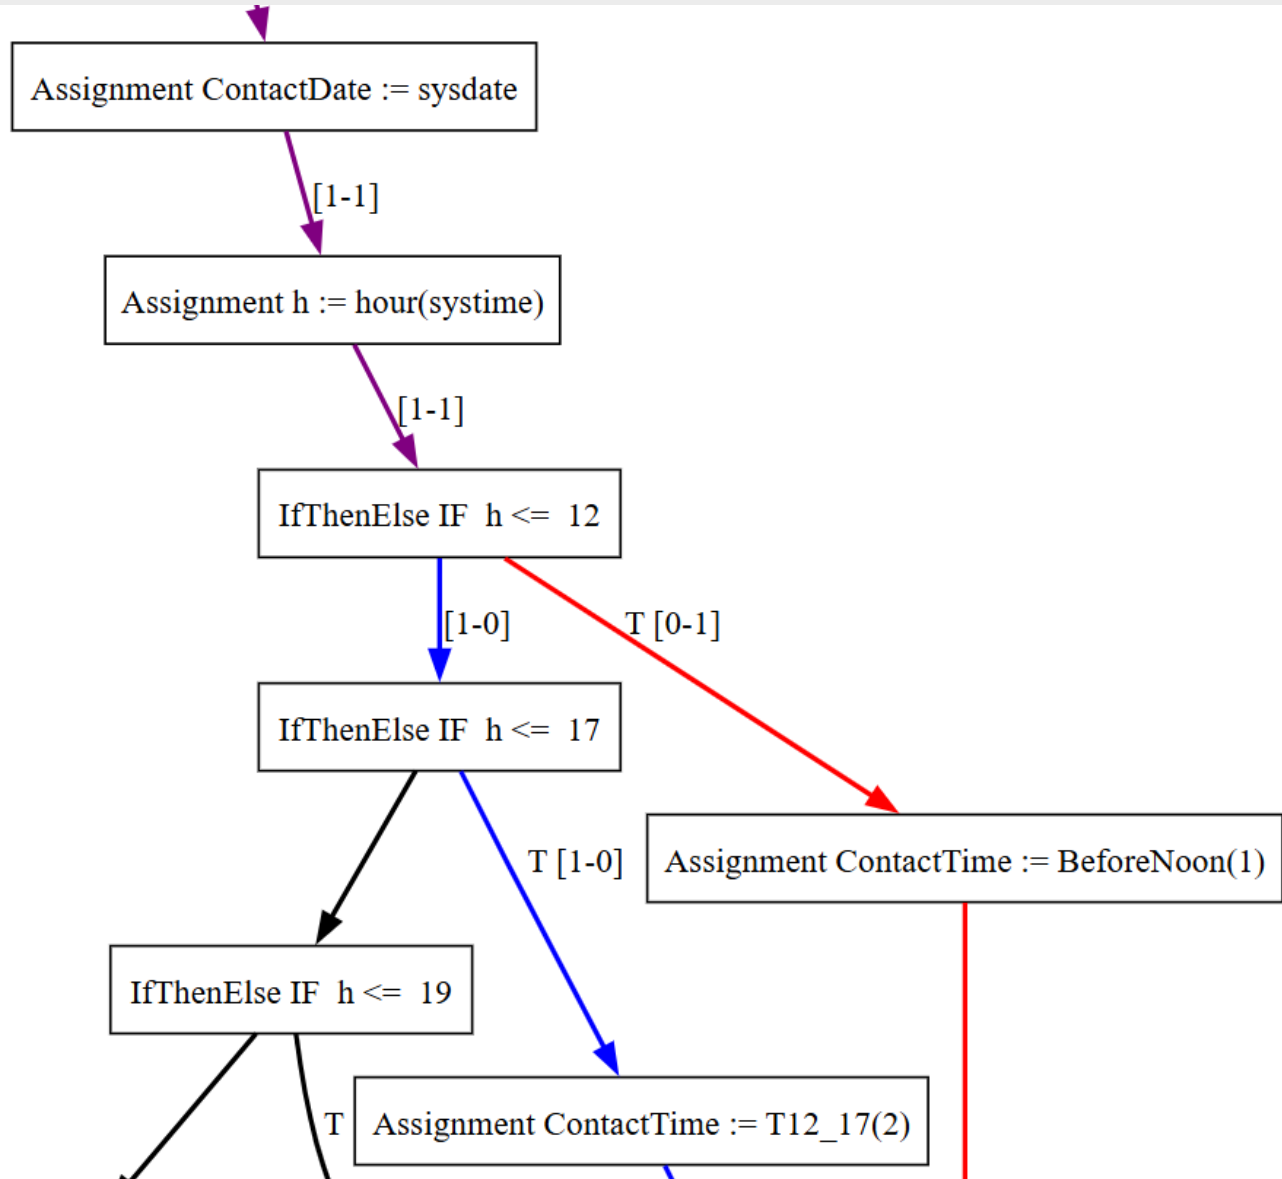 Assignment ContactDate := sysdate
[1-1]
Assignment h := hour(systime)
[1-1]
IfThenElse IF  h <=  12
[1-0]
T [0-1]
IfThenElse IF  h <=  17
T [1-0]
Assignment ContactTime := BeforeNoon(1)
IfThenElse IF  h <=  19
T
Assignment ContactTime := T12_17(2)